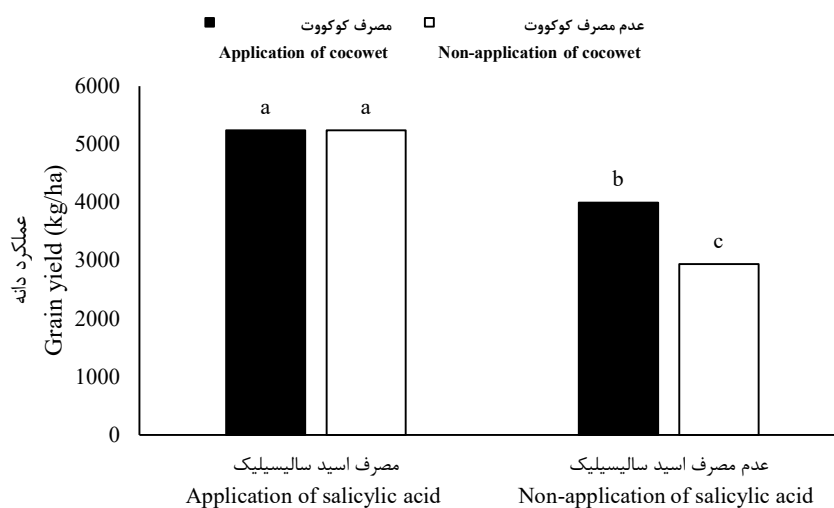 مصرف کوکووت
عدم مصرف کوکووت
Application of cocowet
Non-application of cocowet
عملکرد دانه
Grain yield (kg/ha)
6000
5000
4000
3000
2000
1000
0
a
a
b
c
مصرف اسید سالیسیلیک
عدم مصرف اسید سالیسیلیک
Application of salicylic acid
Non-application of salicylic acid